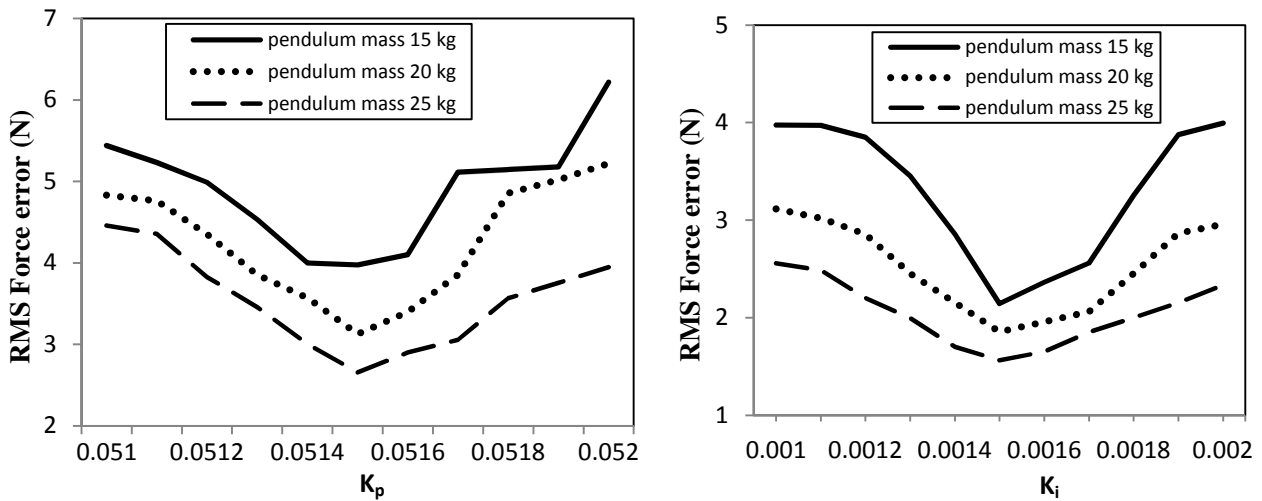 RMS Force error (N)
7
6
5
4
3
2
pendulum mass 15 kg
pendulum mass 20 kg
pendulum mass 25 kg
0.051 0.0512 0.0514 0.0516 0.0518 0.052
Kp
RMS Force error (N)
5
4
3
2
1
pendulum mass 15 kg
pendulum mass 20 kg
pendulum mass 25 kg
0.001 0.0012 0.0014 0.0016 0.0018 0.002
Ki